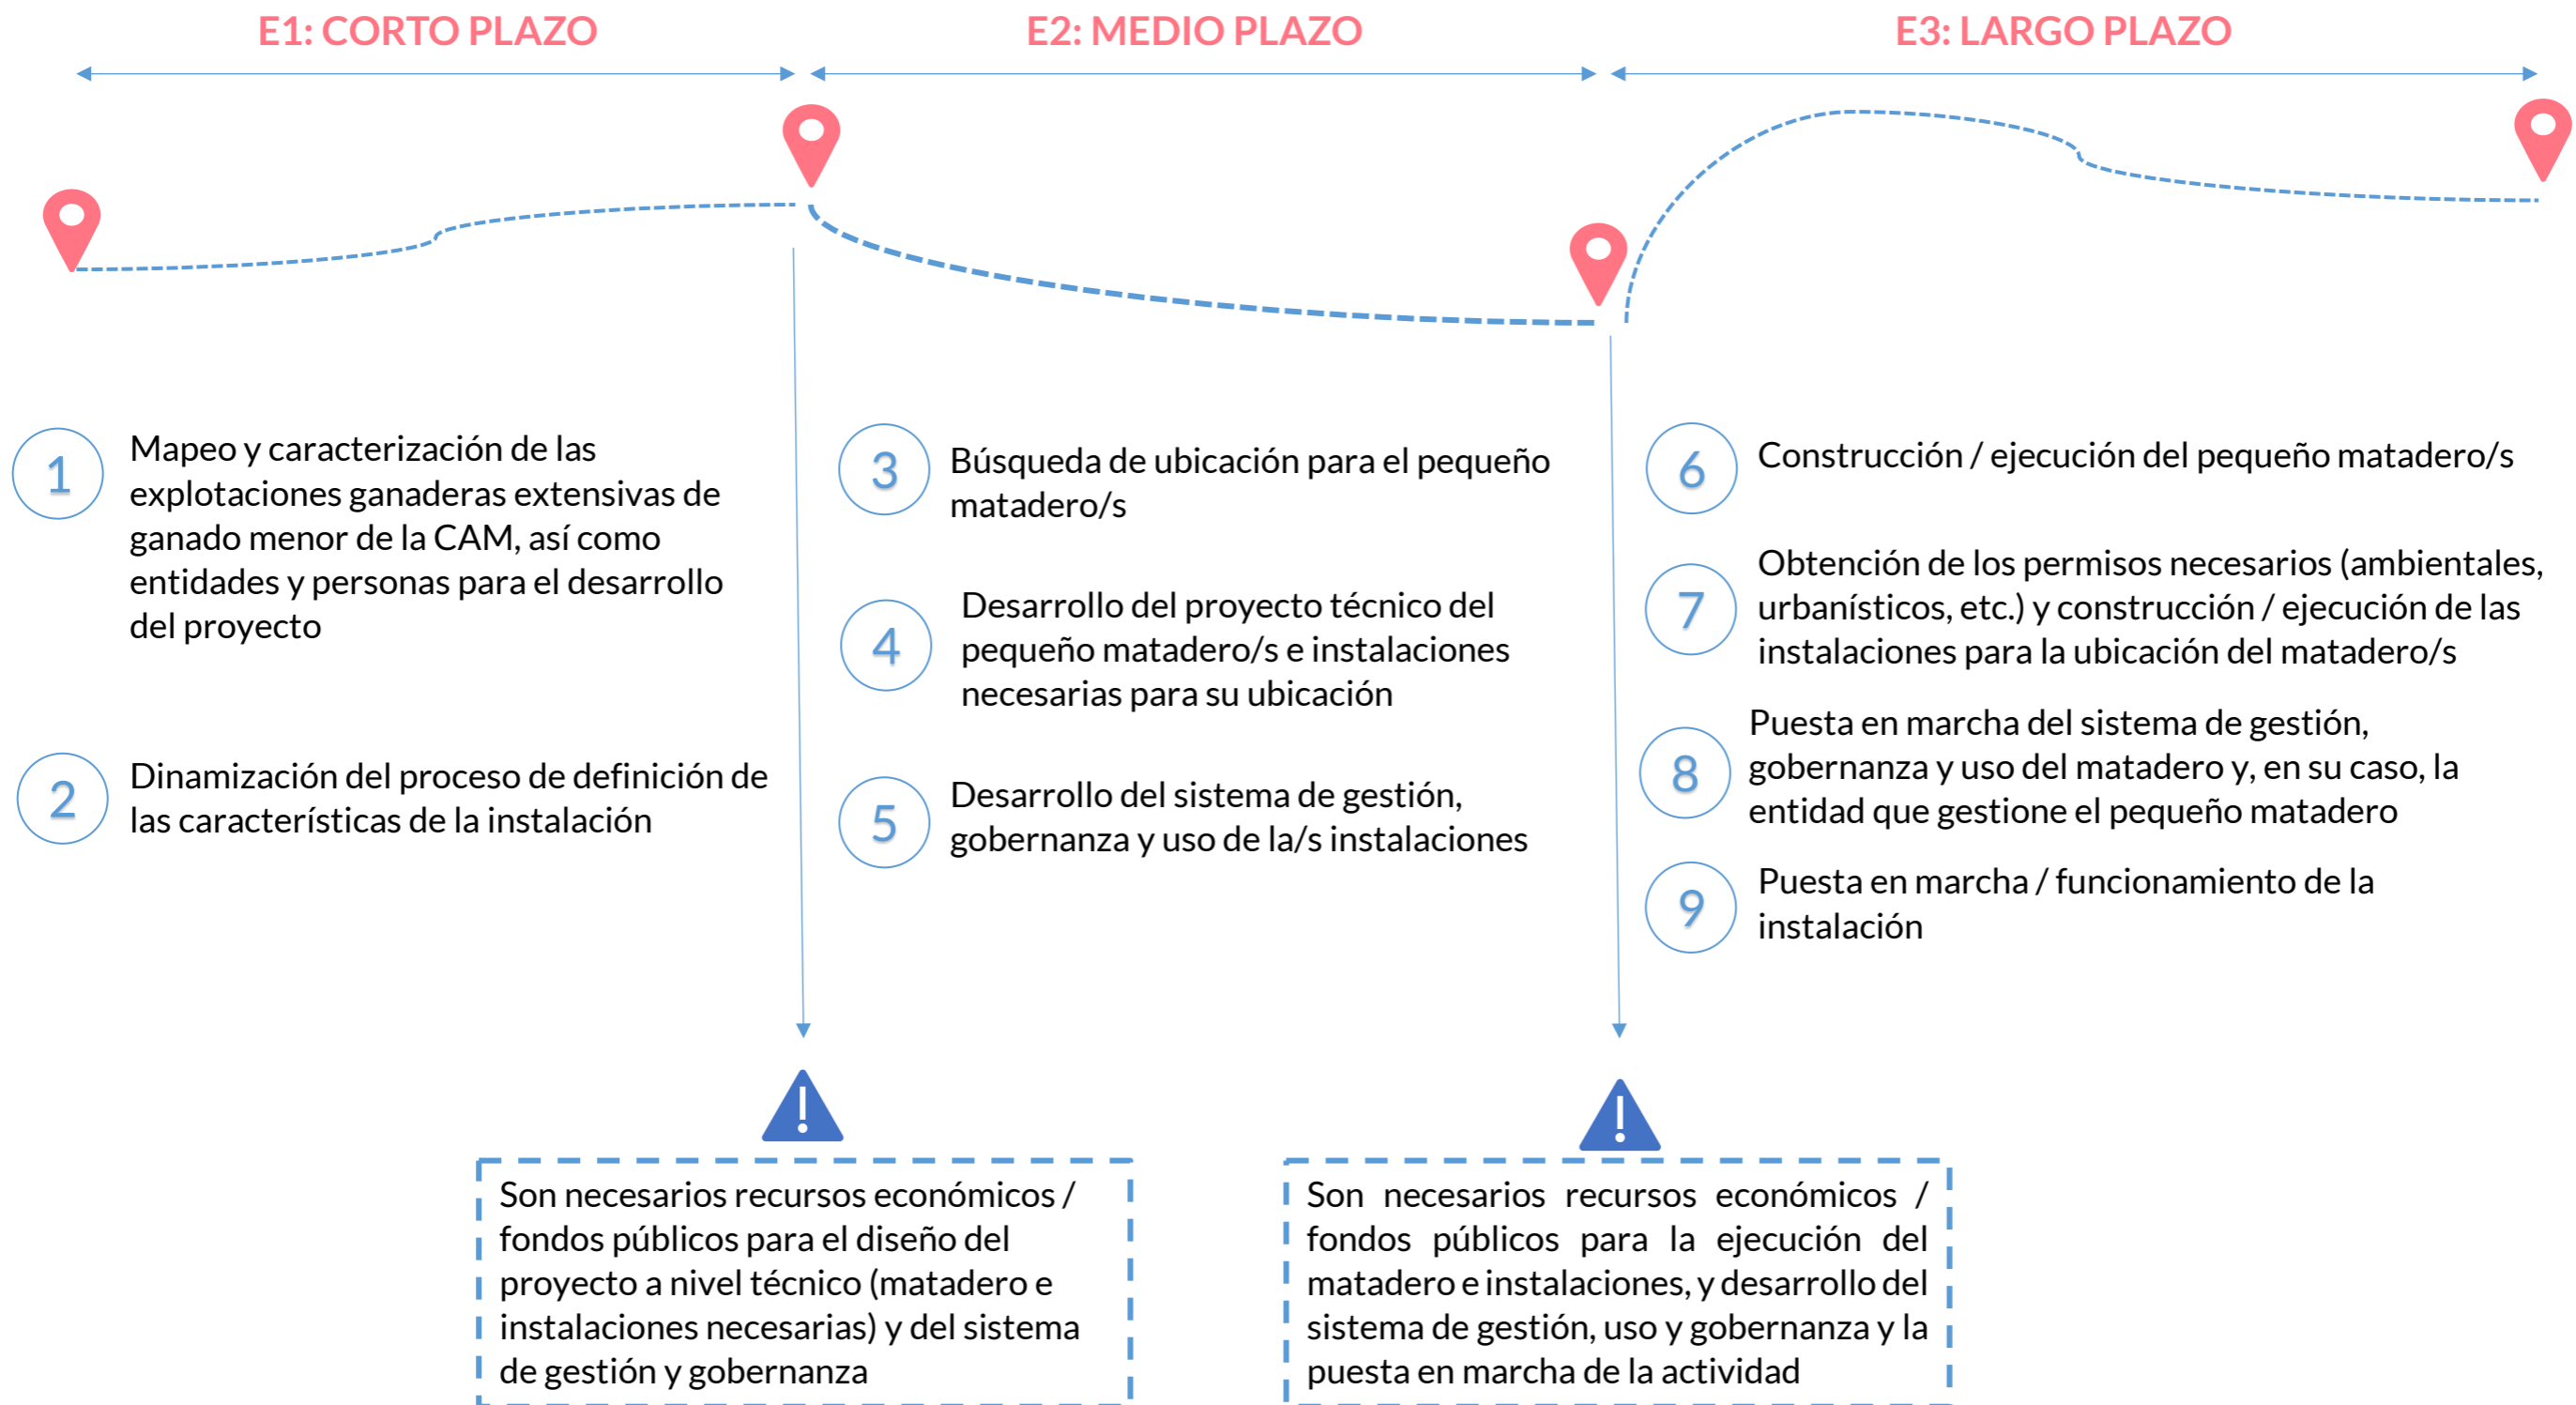 E1: CORTO PLAZO
E2: MEDIO PLAZO
E3: LARGO PLAZO
1
Mapeo y caracterización de las
explotaciones ganaderas extensivas de
ganado menor de la CAM, así como
entidades y personas para el desarrollo
del proyecto
2
Dinamización del proceso de definición de
las características de la instalación
3
Búsqueda de ubicación para el pequeño
matadero/s
4
Desarrollo del proyecto técnico del
pequeño matadero/s e instalaciones
necesarias para su ubicación
5
Desarrollo del sistema de gestión,
gobernanza y uso de la/s instalaciones
6
Construcción / ejecución del pequeño matadero/s
7
Obtención de los permisos necesarios (ambientales,
urbanísticos, etc.) y construcción / ejecución de las
instalaciones para la ubicación del matadero/s
8
Puesta en marcha del sistema de gestión,
gobernanza y uso del matadero y, en su caso, la
entidad que gestione el pequeño matadero
9
Puesta en marcha / funcionamiento de la
instalación
!
Son necesarios recursos económicos /
fondos públicos para el diseño del
proyecto a nivel técnico (matadero e
instalaciones necesarias) y del sistema
de gestión y gobernanza
!
Son necesarios recursos económicos /
fondos públicos para la ejecución del
matadero e instalaciones, y desarrollo del
sistema de gestión, uso y gobernanza y la
puesta en marcha de la actividad